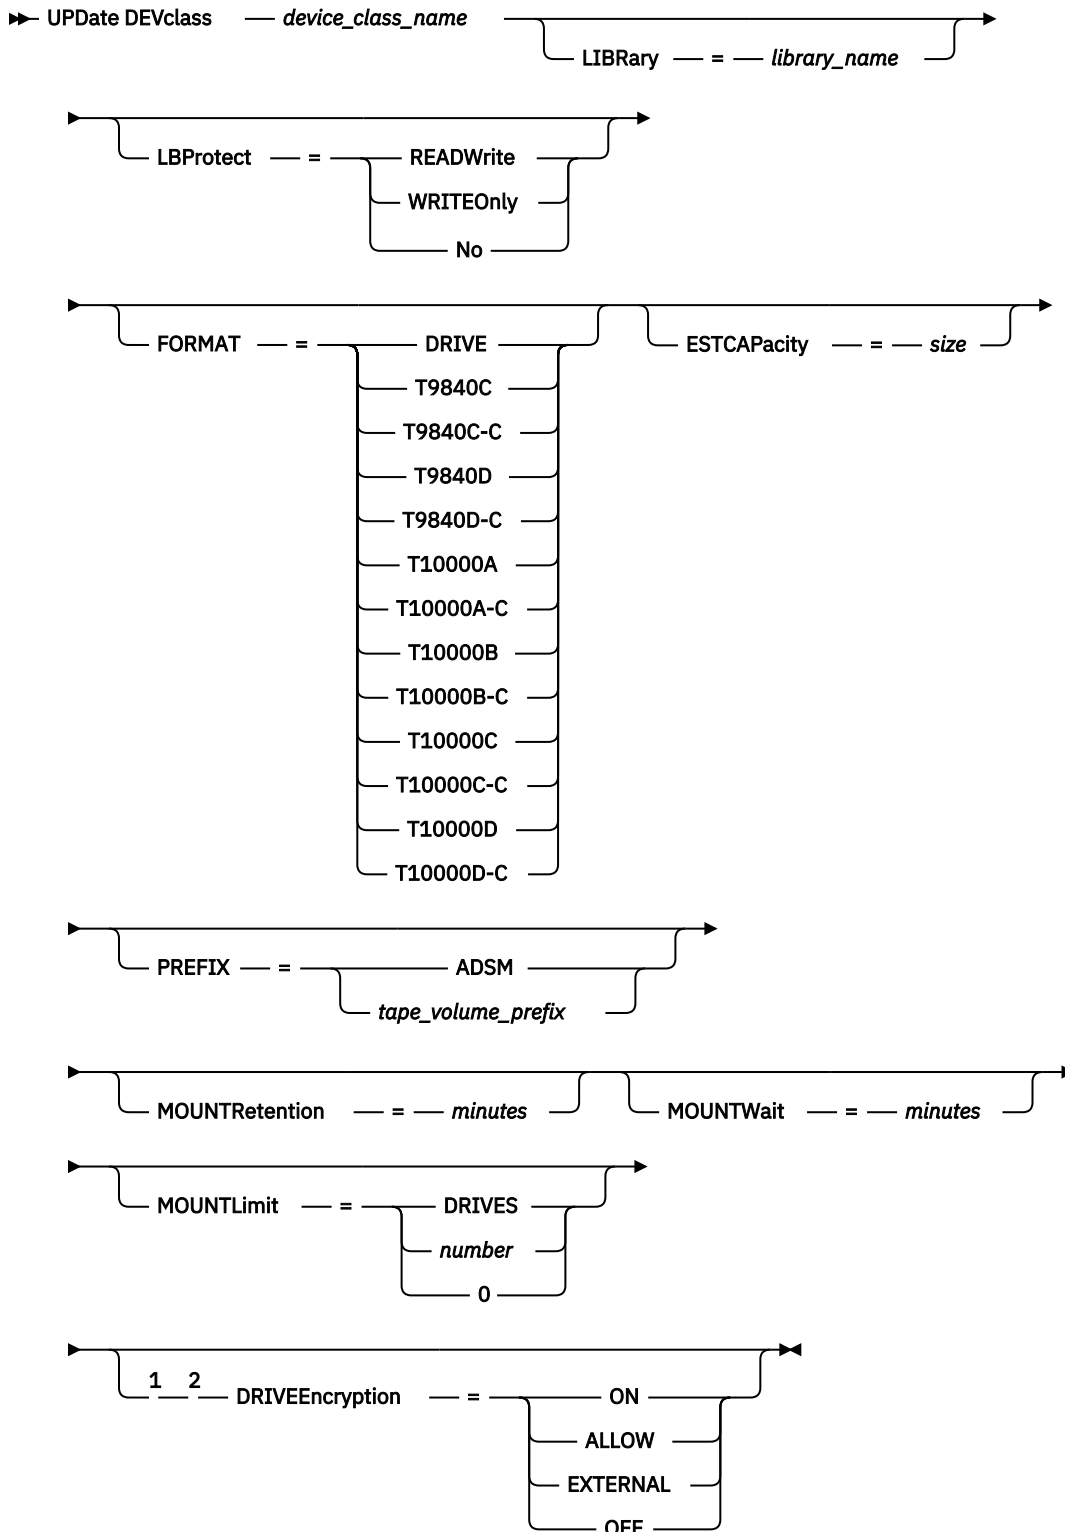 UPDate DEVclass device_class_name
LIBRary = library_name
LBProtect = READWrite
WRITEOnly
No
FORMAT = DRIVE ESTCAPacity = size
T9840C
T9840C-C
T9840D
T9840D-C
T10000A
T10000A-C
T10000B
T10000B-C
T10000C
T10000C-C
T10000D
T10000D-C
PREFIX = ADSM
tape_volume_prefix
MOUNTRetention = minutes MOUNTWait = minutes
MOUNTLimit = DRIVES
number
0
1 2 DRIVEEncryption = ON
ALLOW
EXTERNAL
OFF